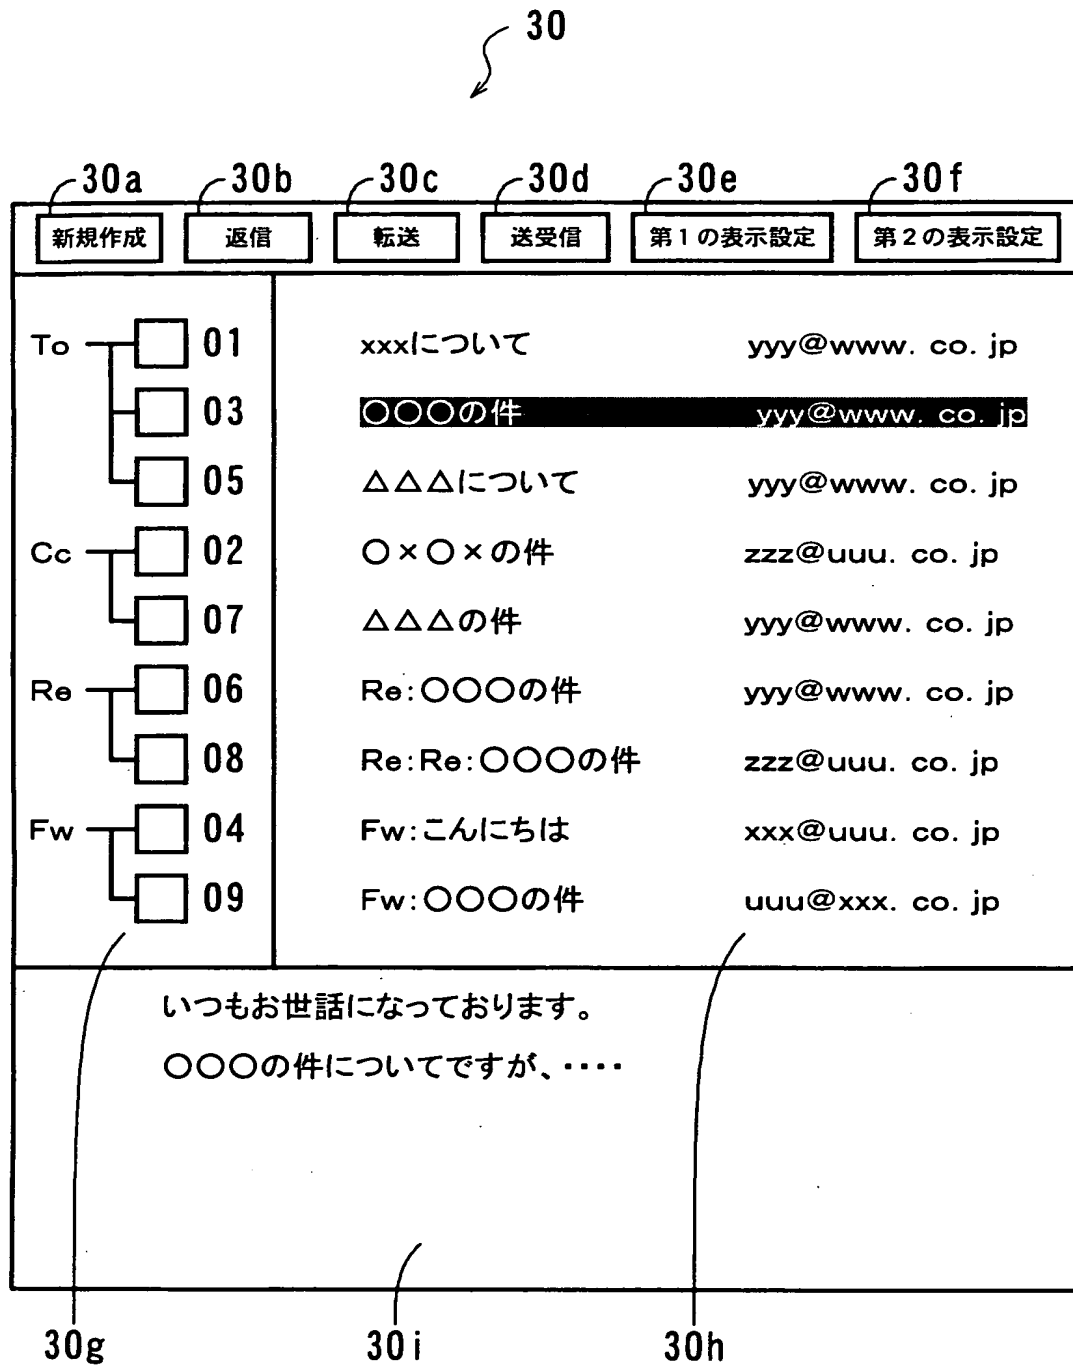 30
30a 30b 30c 30d 30e 30f
新規作成 返信 転送 送受信 第1の表示設定 第2の表示設定
To 01 xxxについて yyy@www. co. jp
03 ○○○の件 yyy@www. co. jp
05 △△△について yyy@www. co. jp
Cc 02 ○×○×の件 zzz@uuu. co. jp
07 △△△の件 yyy@www. co. jp
Re 06 Re:○○○の件 yyy@www. co. jp
08 Re:Re:○○○の件 zzz@uuu. co. jp
Fw 04 Fw:こんにちは xxx@uuu. co. jp
09 Fw:○○○の件 uuu@xxx. co. jp
いつもお世話になっております。
○○○の件についてですが、‥‥
30g 30i 30h